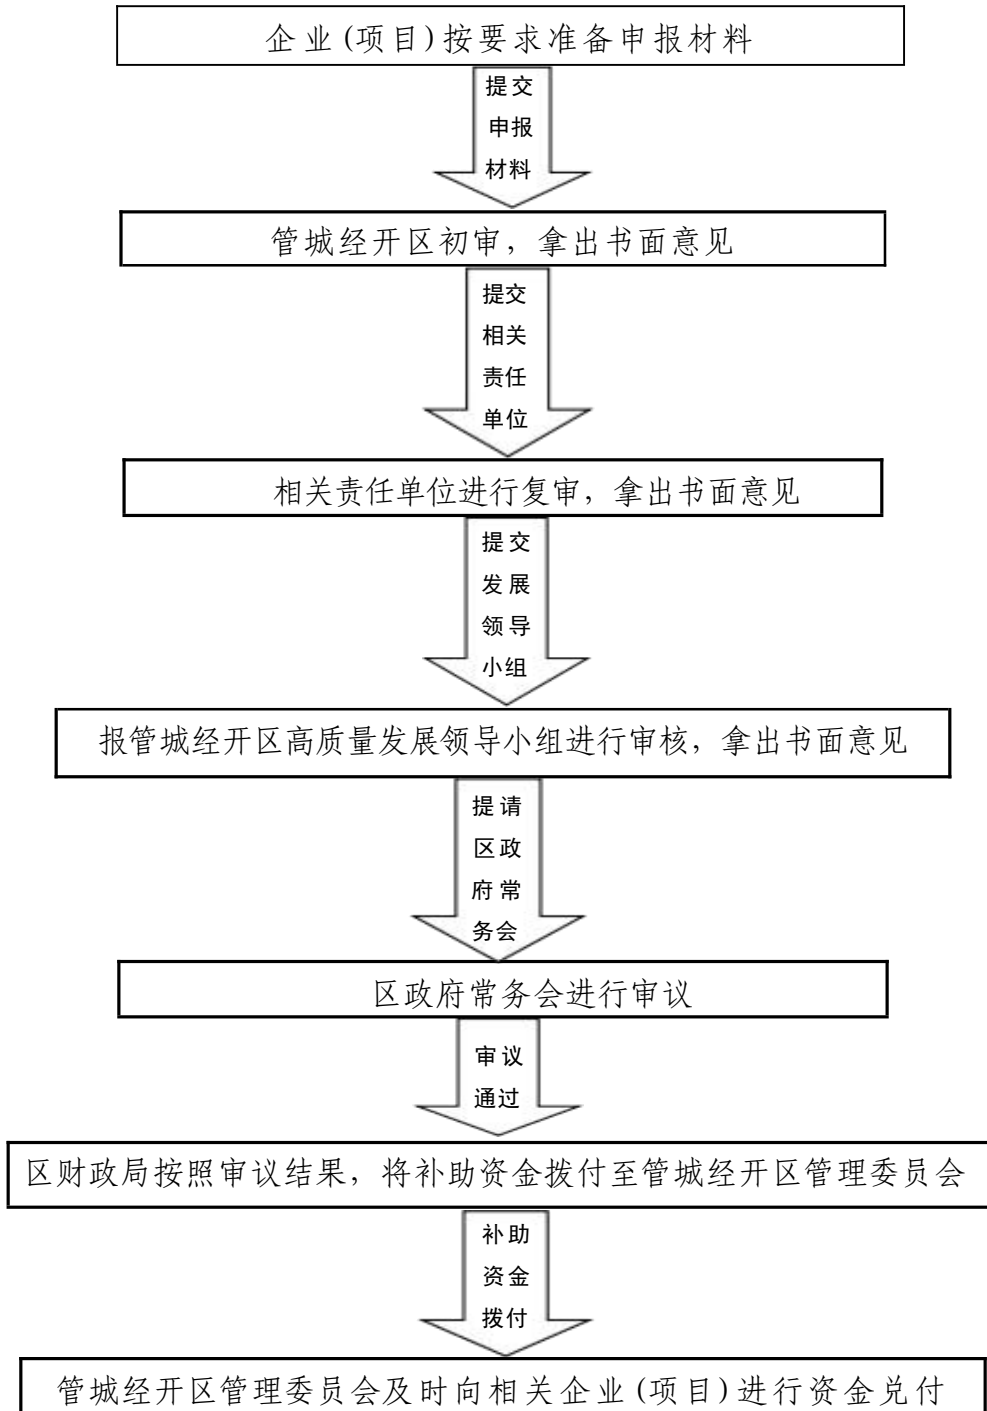 企业(项目)按要求准备申报材料
提交
申报
材料
管城经开区初审，拿出书面意见
提交
相关
责任
单位
相关责任单位进行复审，拿出书面意见
提交
发展
领导
小组
报管城经开区高质量发展领导小组进行审核，拿出书面意见
提请
区政
府常
务会
区政府常务会进行审议
审议
通过
区财政局按照审议结果，将补助资金拨付至管城经开区管理委员会
补助
资金
拨付
管城经开区管理委员会及时向相关企业(项目)进行资金兑付